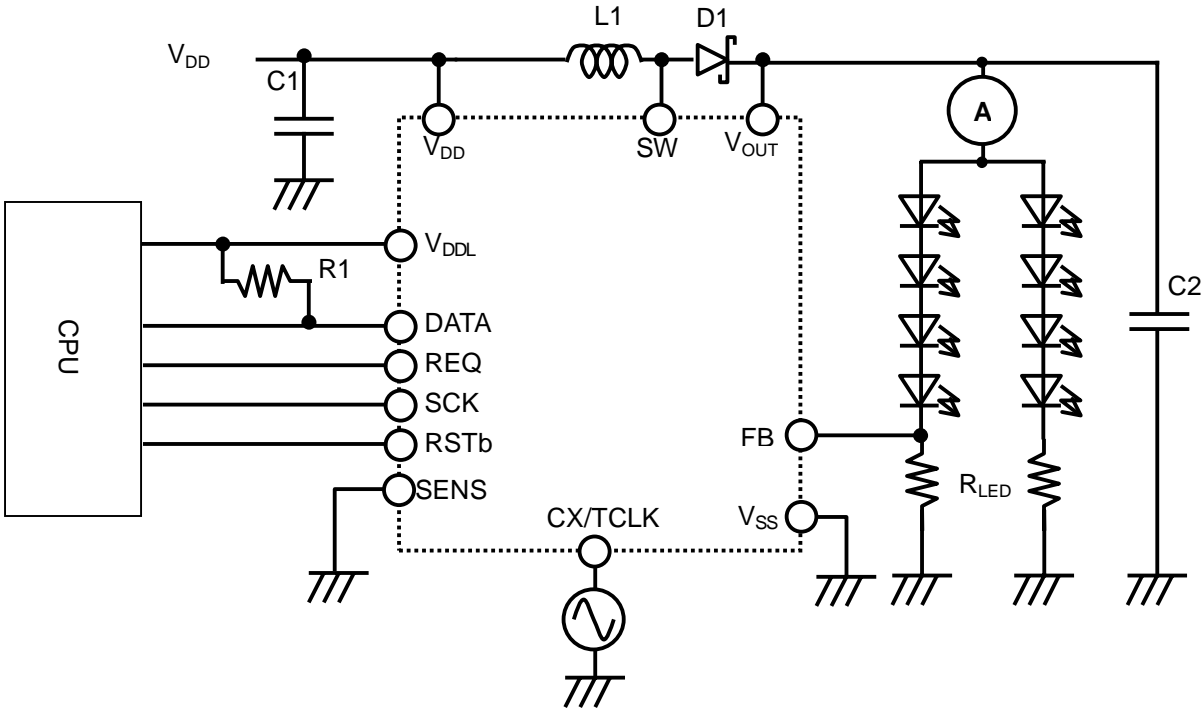 L1
D1
V_DD
C1
A
V_DD
SW
V_OUT
V_DDL
R1
C2
CPU
DATA
REQ
SCK
FB
RSTb
R_LED
SENS
CX/TCLK
V_SS